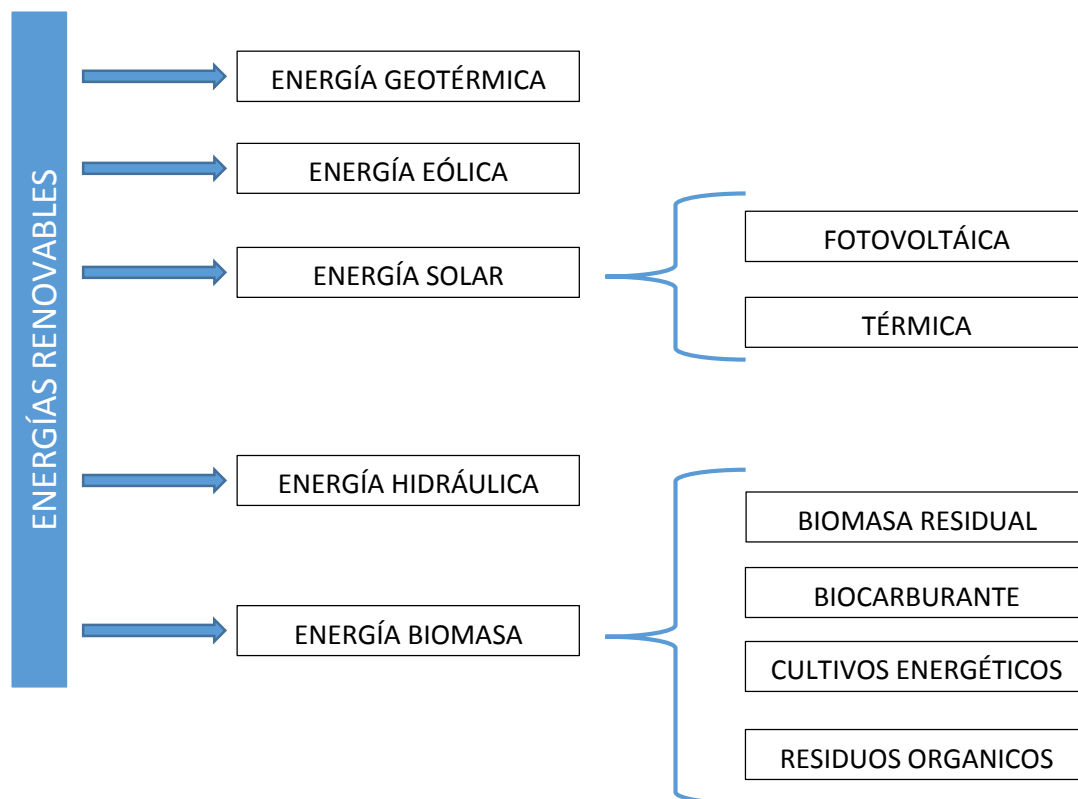 ENERGÍAS RENOVABLES
ENERGÍA GEOTÉRMICA
ENERGÍA EÓLICA
ENERGÍA SOLAR
FOTOVOLTÁICA
TÉRMICA
ENERGÍA HIDRÁULICA
ENERGÍA BIOMASA
BIOMASA RESIDUAL
BIOCARBURANTE
CULTIVOS ENERGÉTICOS
RESIDUOS ORGANICOS